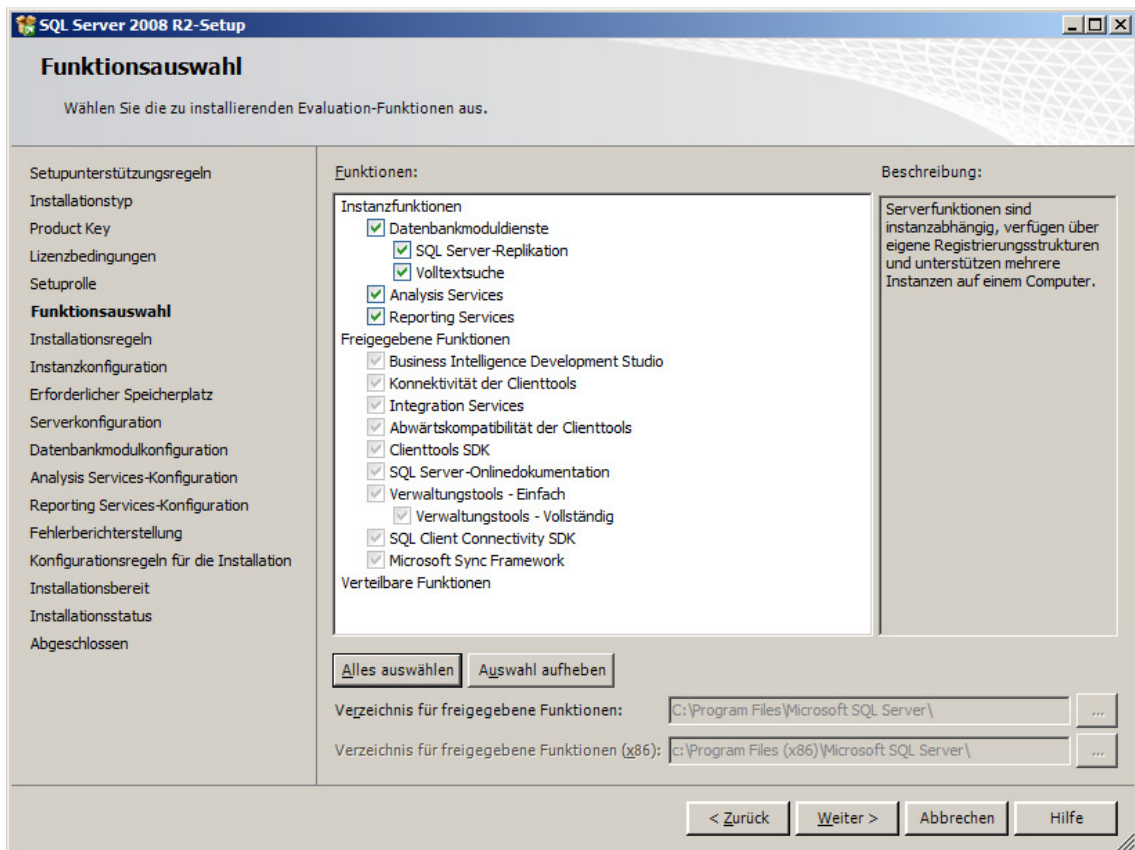 SQL Server 2008 R2-Setup
Funktionsauswahl
Wählen Sie die zu installierenden Evaluation-Funktionen aus.
Setupunterstützungsregeln
Installationstyp
Product Key
Lizenzbedingungen
Setuprolle
Funktionsauswahl
Installationsregeln
Instanzkonfiguration
Erforderlicher Speicherplatz
Serverkonfiguration
Datenbankmodulkonfiguration
Analysis Services-Konfiguration
Reporting Services-Konfiguration
Fehlerberichterstellung
Konfigurationsregeln für die Installation
Installationsbereit
Installationsstatus
Abgeschlossen
Funktionen:
Instanzfunktionen
Datenbankmoduldienste
SQL Server-Replikation
Volltextsuche
Analysis Services
Reporting Services
Freigegebene Funktionen
Business Intelligence Development Studio
Konnektivität der Clienttools
Integration Services
Abwärtskompatibilität der Clienttools
Clienttools SDK
SQL Server-Onlinedokumentation
Verwaltungstools - Einfach
Verwaltungstools - Vollständig
SQL Client Connectivity SDK
Microsoft Sync Framework
Verteilbare Funktionen
Beschreibung:
Serverfunktionen sind
instanzabhängig, verfügen über
eigene Registrierungsstrukturen
und unterstützen mehrere
Instanzen auf einem Computer.
Alles auswählen Auswahl aufheben
Verzeichnis für freigegebene Funktionen: C:\Program Files\Microsoft SQL Server\ ...
Verzeichnis für freigegebene Funktionen (x86): c:\Program Files (x86)\Microsoft SQL Server\ ...
< Zurück Weiter > Abbrechen Hilfe